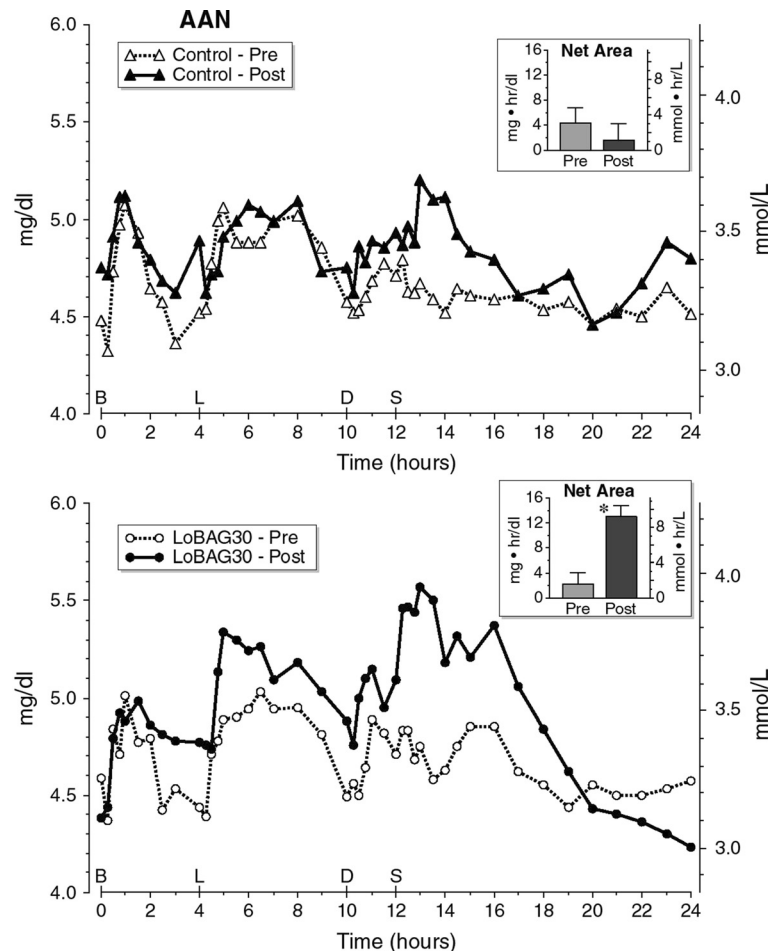 AAN
6.0
5.5
5.0
4.5
4.0
mg/dl
Control - Pre
Control - Post
Net Area
16
12
8
4
0
mg • hr/dl
Pre Post
8
4
0
mmol • hr/L
4.0
3.5
3.0
mmol/L
B L D S
0 2 4 6 8 10 12 14 16 18 20 22 24
Time (hours)
6.0
5.5
5.0
4.5
4.0
mg/dl
LoBAG30 - Pre
LoBAG30 - Post
Net Area
16
12
8
4
0
mg • hr/dl
*
Pre Post
8
4
0
mmol • hr/L
4.0
3.5
3.0
mmol/L
B L D S
0 2 4 6 8 10 12 14 16 18 20 22 24
Time (hours)